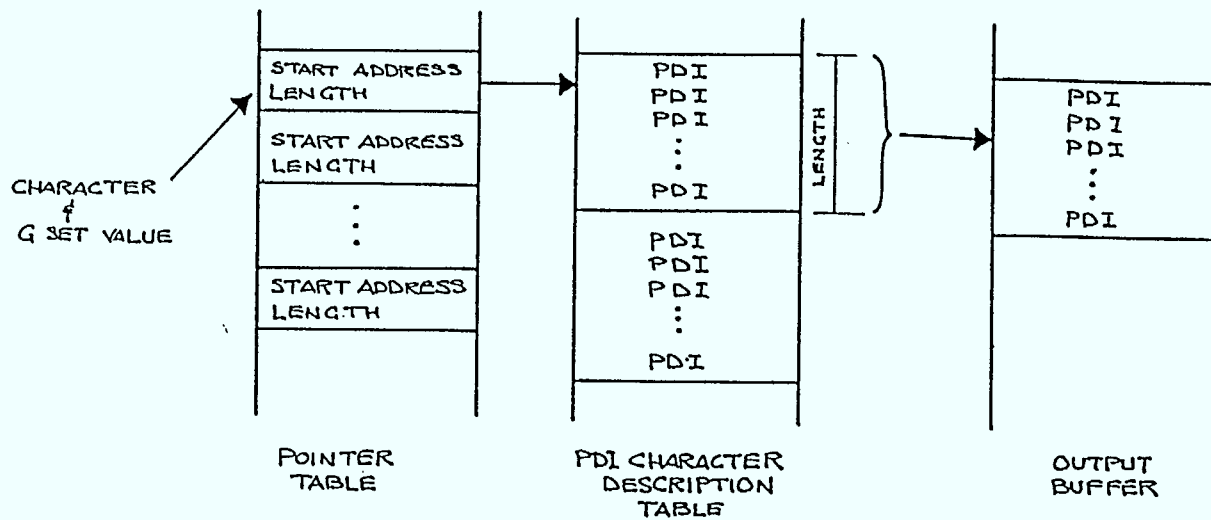 CHARACTER
&
G SET VALUE
START ADDRESS
LENGTH
START ADDRESS
LENGTH
START ADDRESS
LENGTH
POINTER
TABLE
PDI
PDI
PDI
PDI
PDI
PDI
PDI
PDI
LENGTH
PDI CHARACTER
DESCRIPTION
TABLE
PDI
PDI
PDI
PDI
OUTPUT
BUFFER